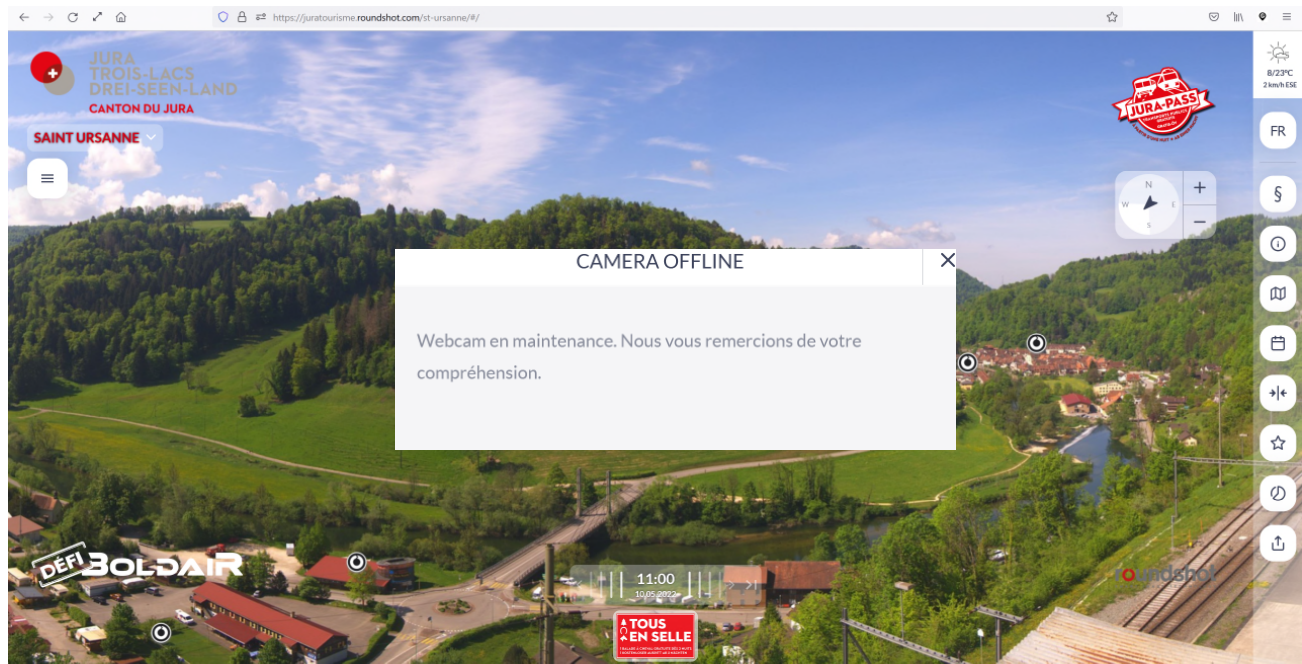 https://juratourisme.roundshot.com/st-ursanne/#/
JURA
TROIS-LACS
DREI-SEEN-LAND
CANTON DU JURA
SAINT URSANNE
JURA-PASS
8/23°C
2 km/h ESE
FR
§
N
W E
S
+
−
CAMERA OFFLINE
Webcam en maintenance. Nous vous remercions de votre
compréhension.
DÉFI BOLDAIR
11:00
10.05.2022
roundshot
TOUS
EN SELLE